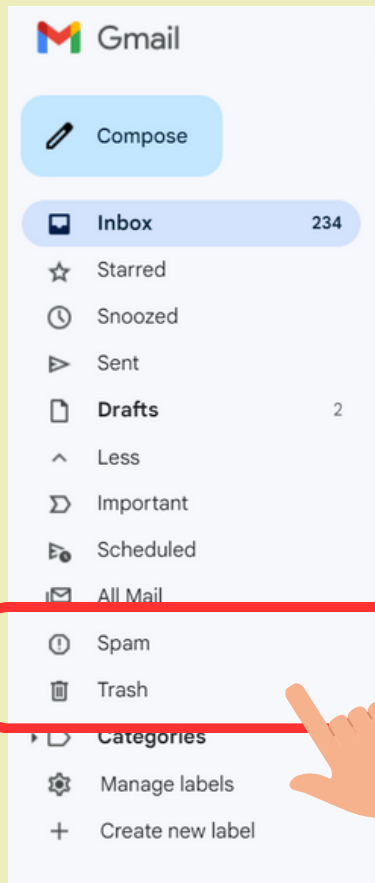 Gmail
Compose
Inbox 234
Starred
Snoozed
Sent
Drafts 2
Less
Important
Scheduled
All Mail
Spam
Trash
Categories
Manage labels
Create new label